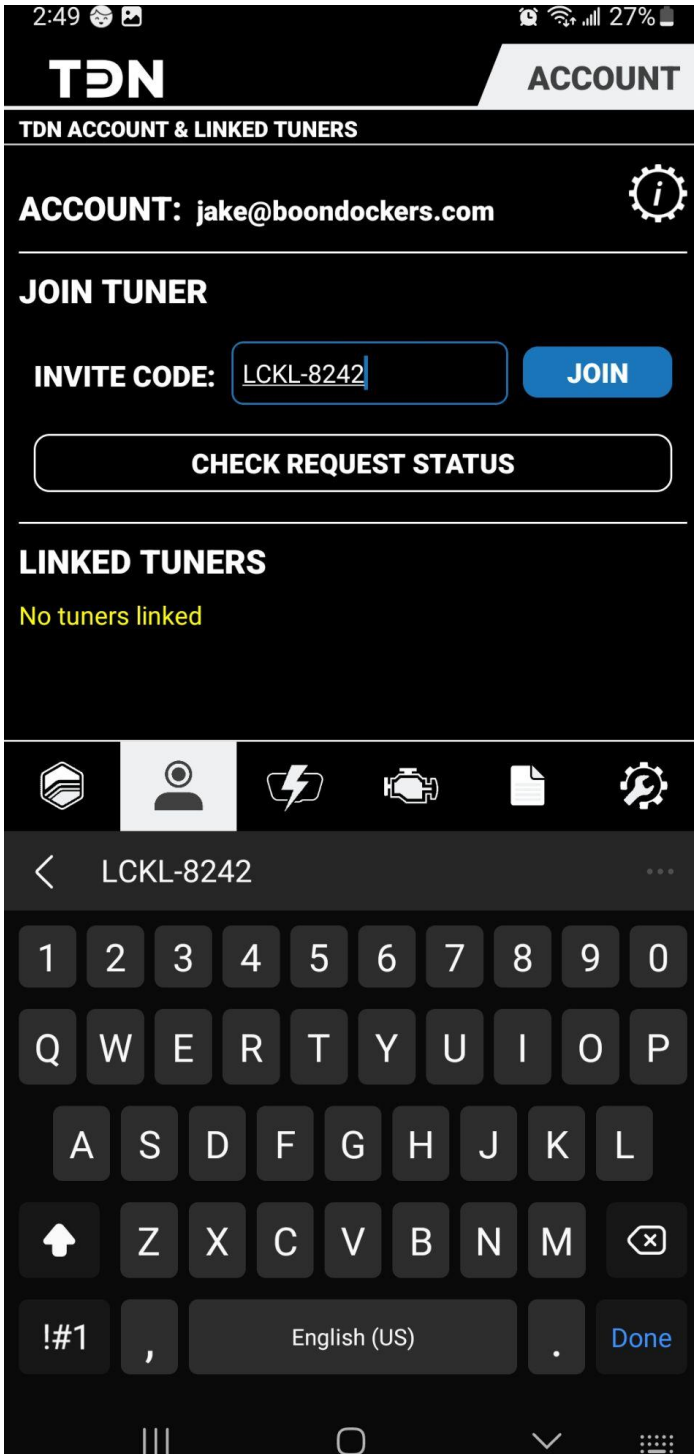 2:49 27%
TDN ACCOUNT
TDN ACCOUNT & LINKED TUNERS
ACCOUNT: jake@boondockers.com i
JOIN TUNER
INVITE CODE: LCKL-8242 JOIN
CHECK REQUEST STATUS
LINKED TUNERS
No tuners linked
LCKL-8242
1 2 3 4 5 6 7 8 9 0
Q W E R T Y U I O P
A S D F G H J K L
Z X C V B N M
!#1 , English (US) . Done